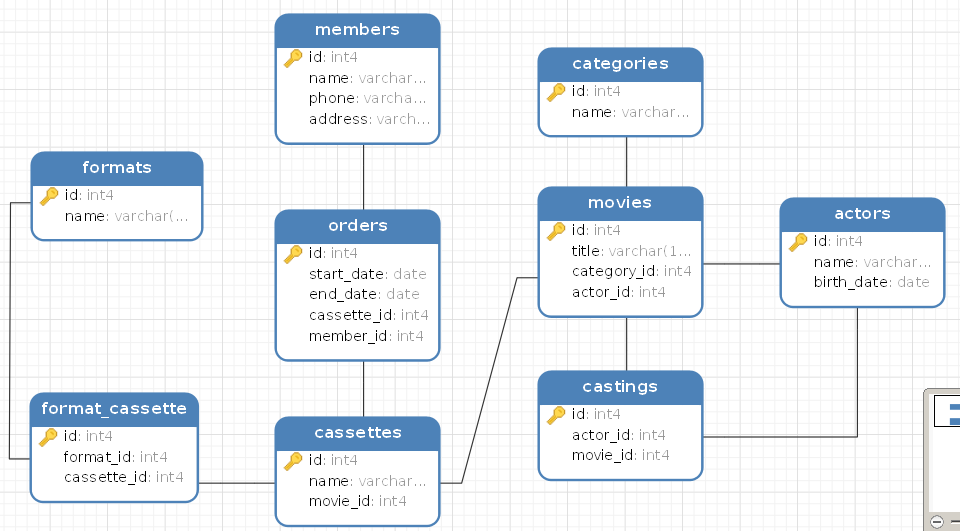 members
id: int4
name: varchar...
phone: varcha...
address: varch...
categories
id: int4
name: varchar...
formats
id: int4
name: varchar(...
orders
id: int4
start_date: date
end_date: date
cassette_id: int4
member_id: int4
movies
id: int4
title: varchar(1...
category_id: int4
actor_id: int4
actors
id: int4
name: varchar...
birth_date: date
format_cassette
id: int4
format_id: int4
cassette_id: int4
cassettes
id: int4
name: varchar...
movie_id: int4
castings
id: int4
actor_id: int4
movie_id: int4